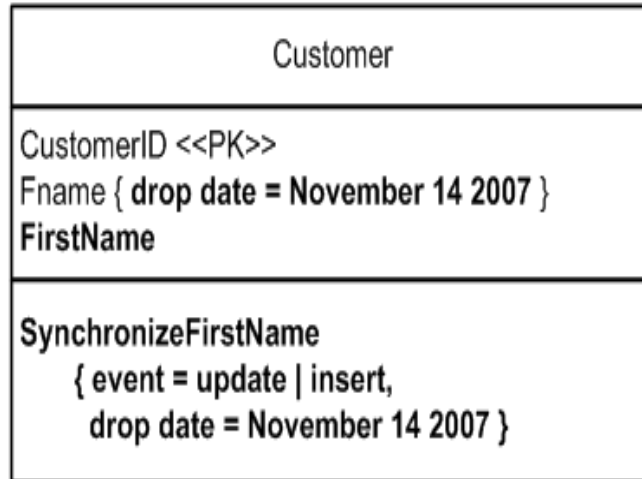 Customer
CustomerID <<PK>>
Fname { drop date = November 14 2007 }
FirstName
SynchronizeFirstName
{ event = update | insert,
drop date = November 14 2007 }